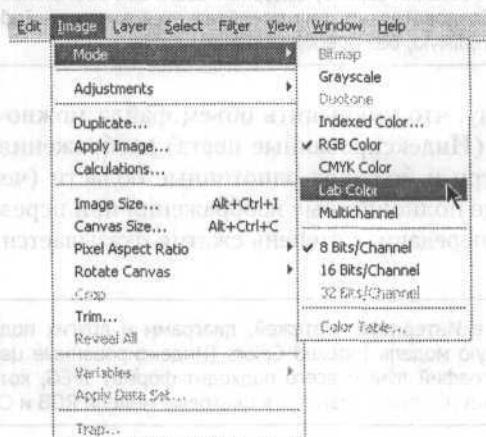 Edit Image Layer Select Filter View Window Help
Mode
Adjustments
Duplicate...
Apply Image...
Calculations...
Image Size... Alt+Ctrl+I
Canvas Size... Alt+Ctrl+C
Pixel Aspect Ratio
Rotate Canvas
Crop
Trim...
Reveal All
Variables
Apply Data Set...
Trap...
Bitmap
Grayscale
Duotone
Indexed Color...
RGB Color
CMYK Color
Lab Color
Multichannel
8 Bits/Channel
16 Bits/Channel
32 Bits/Channel
Color Table...